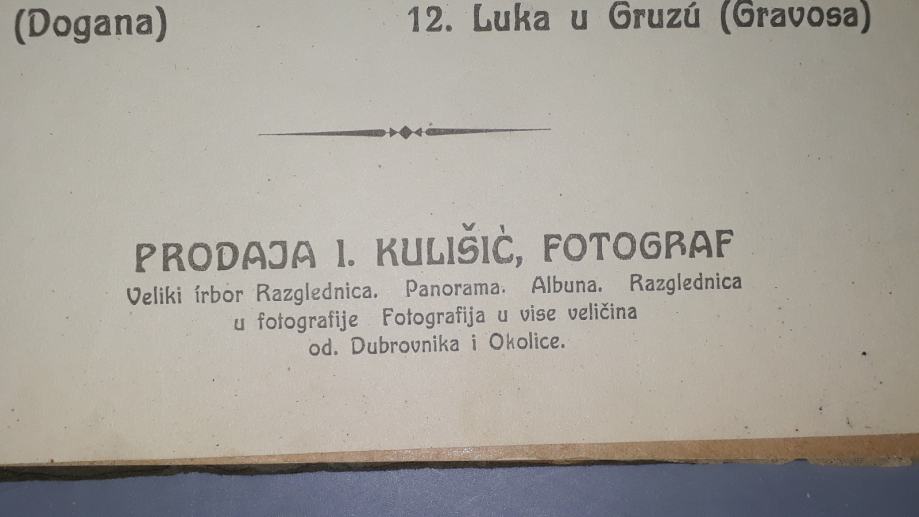 (Dogana) 12. Luka u Gruzú (Gravosa)
PRODAJA I. KULIŠIĊ, FOTOGRAF
Veliki írbor Razglednica. Panorama. Albuna. Razglednica
u fotografije Fotografija u vise veličina
od. Dubrovnika i Okolice.